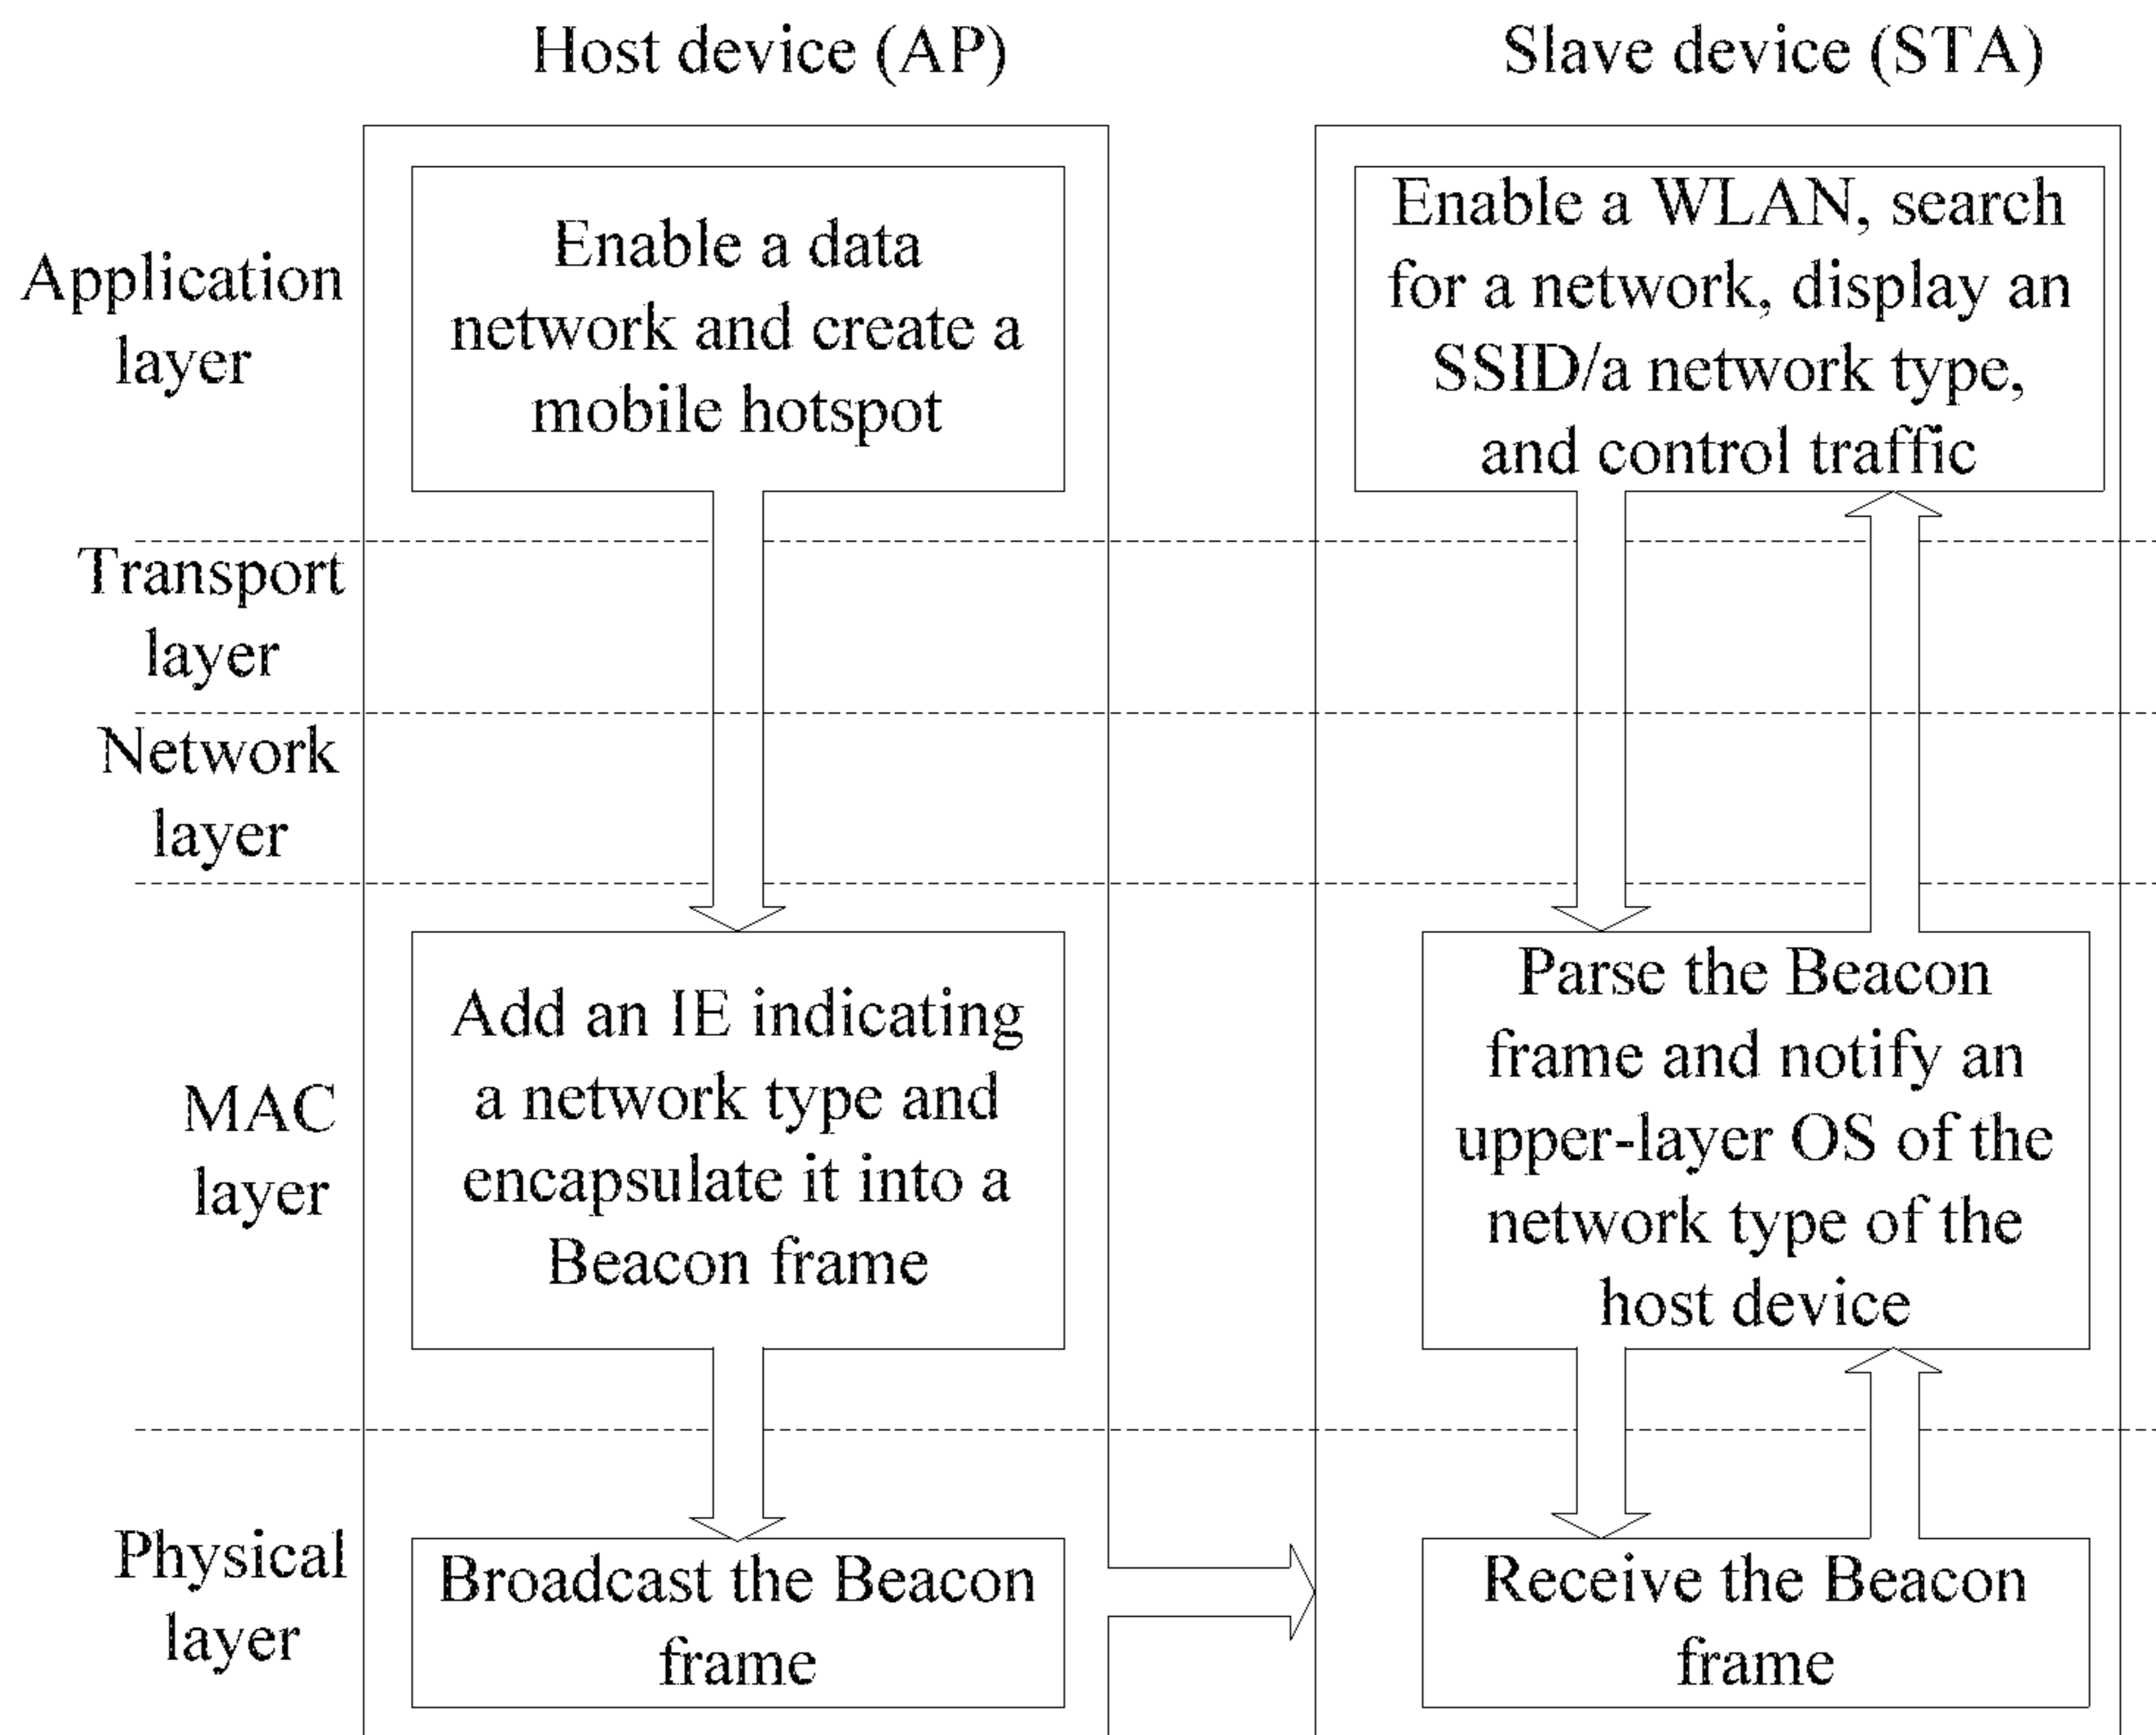 Host device (AP)
Slave device (STA)
Application
layer
Enable a data
network and create a
mobile hotspot
Enable a WLAN, search
for a network, display an
SSID/a network type,
and control traffic
Transport
layer
Network
layer
MAC
layer
Add an IE indicating
a network type and
encapsulate it into a
Beacon frame
Parse the Beacon
frame and notify an
upper-layer OS of the
network type of the
host device
Physical
layer
Broadcast the Beacon
frame
Receive the Beacon
frame